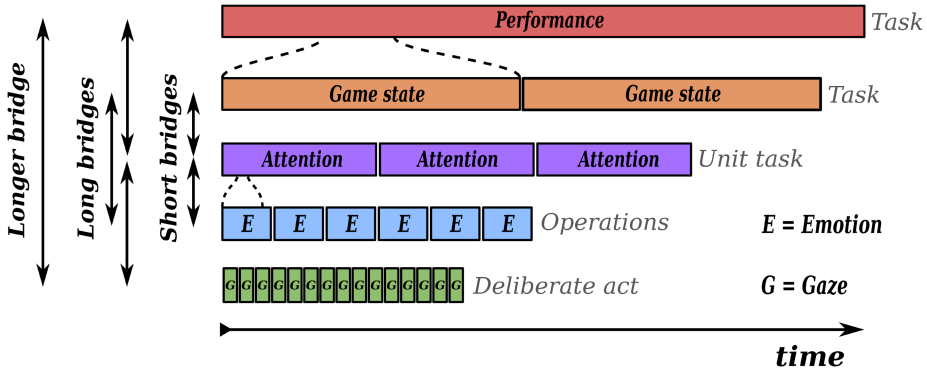 Performance Task
Game state Game state Task
Attention Attention Attention Unit task
E E E E E E Operations
E = Emotion
G G G G G G G G G G G G G G G Deliberate act
G = Gaze
time
Longer bridge
Long bridges
Short bridges